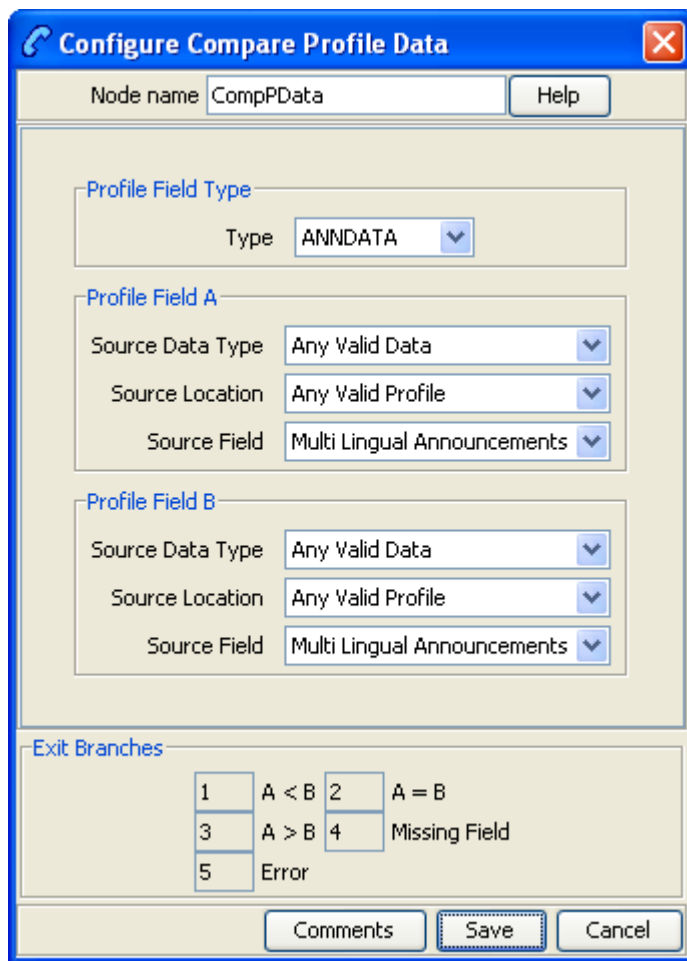 Configure Compare Profile Data
Node name CompPData Help
Profile Field Type
Type ANNDATA
Profile Field A
Source Data Type Any Valid Data
Source Location Any Valid Profile
Source Field Multi Lingual Announcements
Profile Field B
Source Data Type Any Valid Data
Source Location Any Valid Profile
Source Field Multi Lingual Announcements
Exit Branches
1 A < B 2 A = B
3 A > B 4 Missing Field
5 Error
Comments Save Cancel